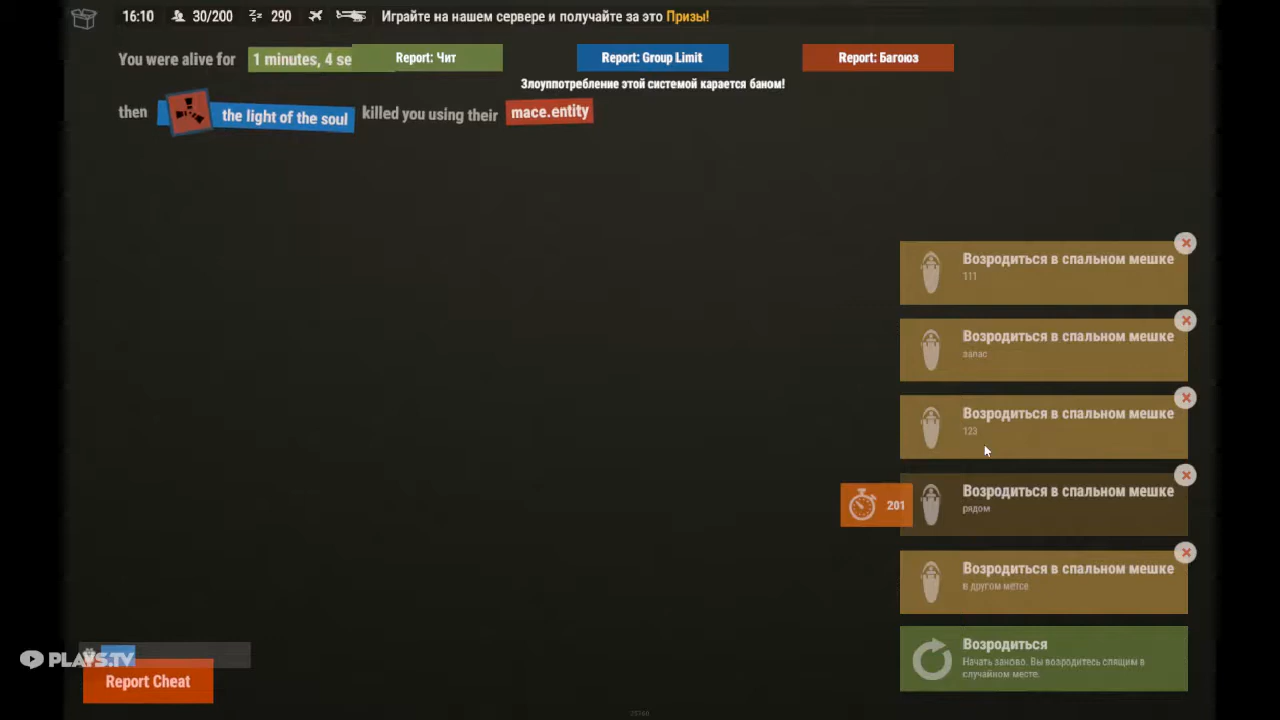 16:10 30/200 290 Играйте на нашем сервере и получайте за это Призы!
You were alive for 1 minutes, 4 se
Report: Чит
Report: Group Limit
Report: Багоюз
Злоуппотребление этой системой карается баном!
then the light of the soul killed you using their mace.entity
Возродиться в спальном мешке
111
Возродиться в спальном мешке
запас
Возродиться в спальном мешке
123
201
Возродиться в спальном мешке
рядом
Возродиться в спальном мешке
в другом метсе
Возродиться
Начать заново. Вы возродитесь спящим в
случайном месте.
PLAYS.TV
Report Cheat